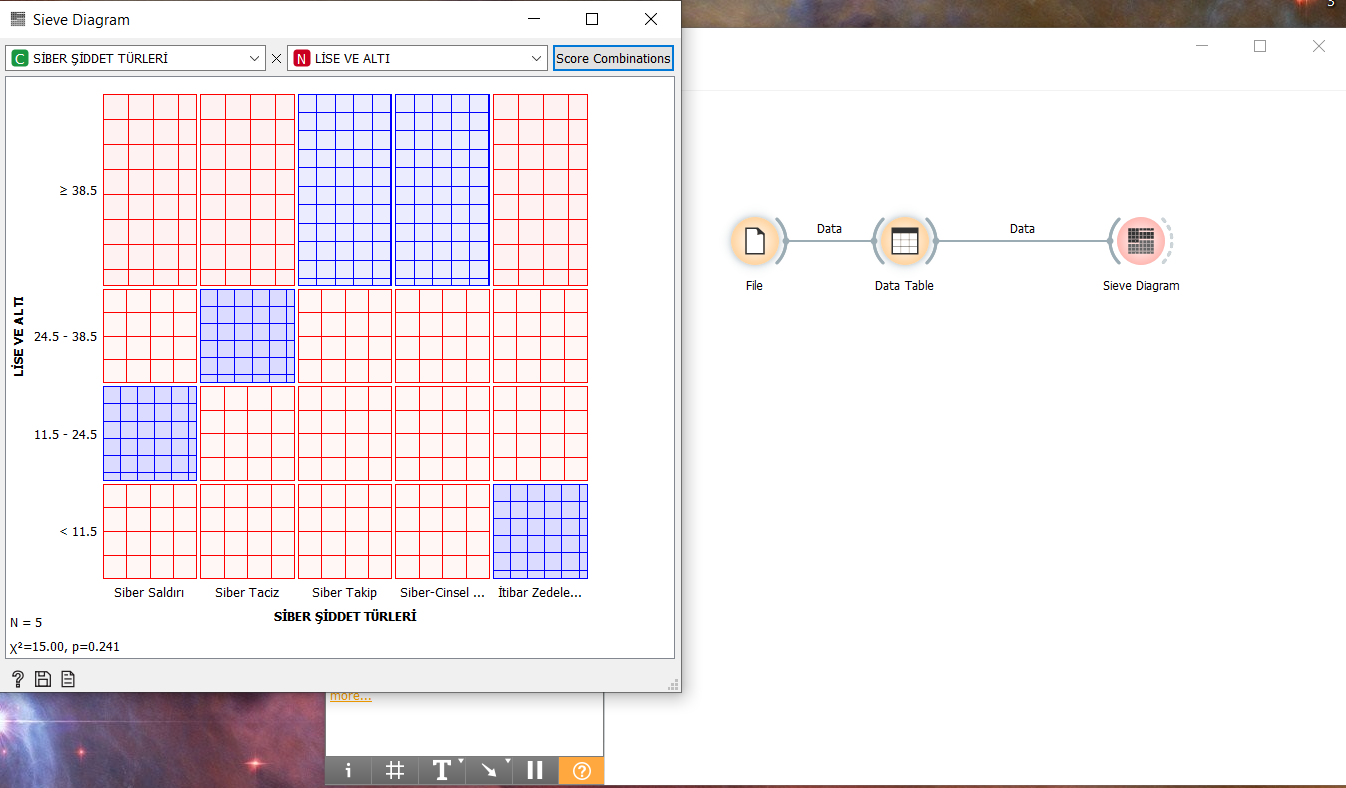 Sieve Diagram
C SİBER ŞİDDET TÜRLERİ
N LİSE VE ALTI
Score Combinations
≥ 38.5
24.5 - 38.5
11.5 - 24.5
< 11.5
LİSE VE ALTI
Siber Saldırı
Siber Taciz
Siber Takip
Siber-Cinsel ...
İtibar Zedele...
SİBER ŞİDDET TÜRLERİ
N = 5
χ²=15.00, p=0.241
Data
Data
File
Data Table
Sieve Diagram
more...